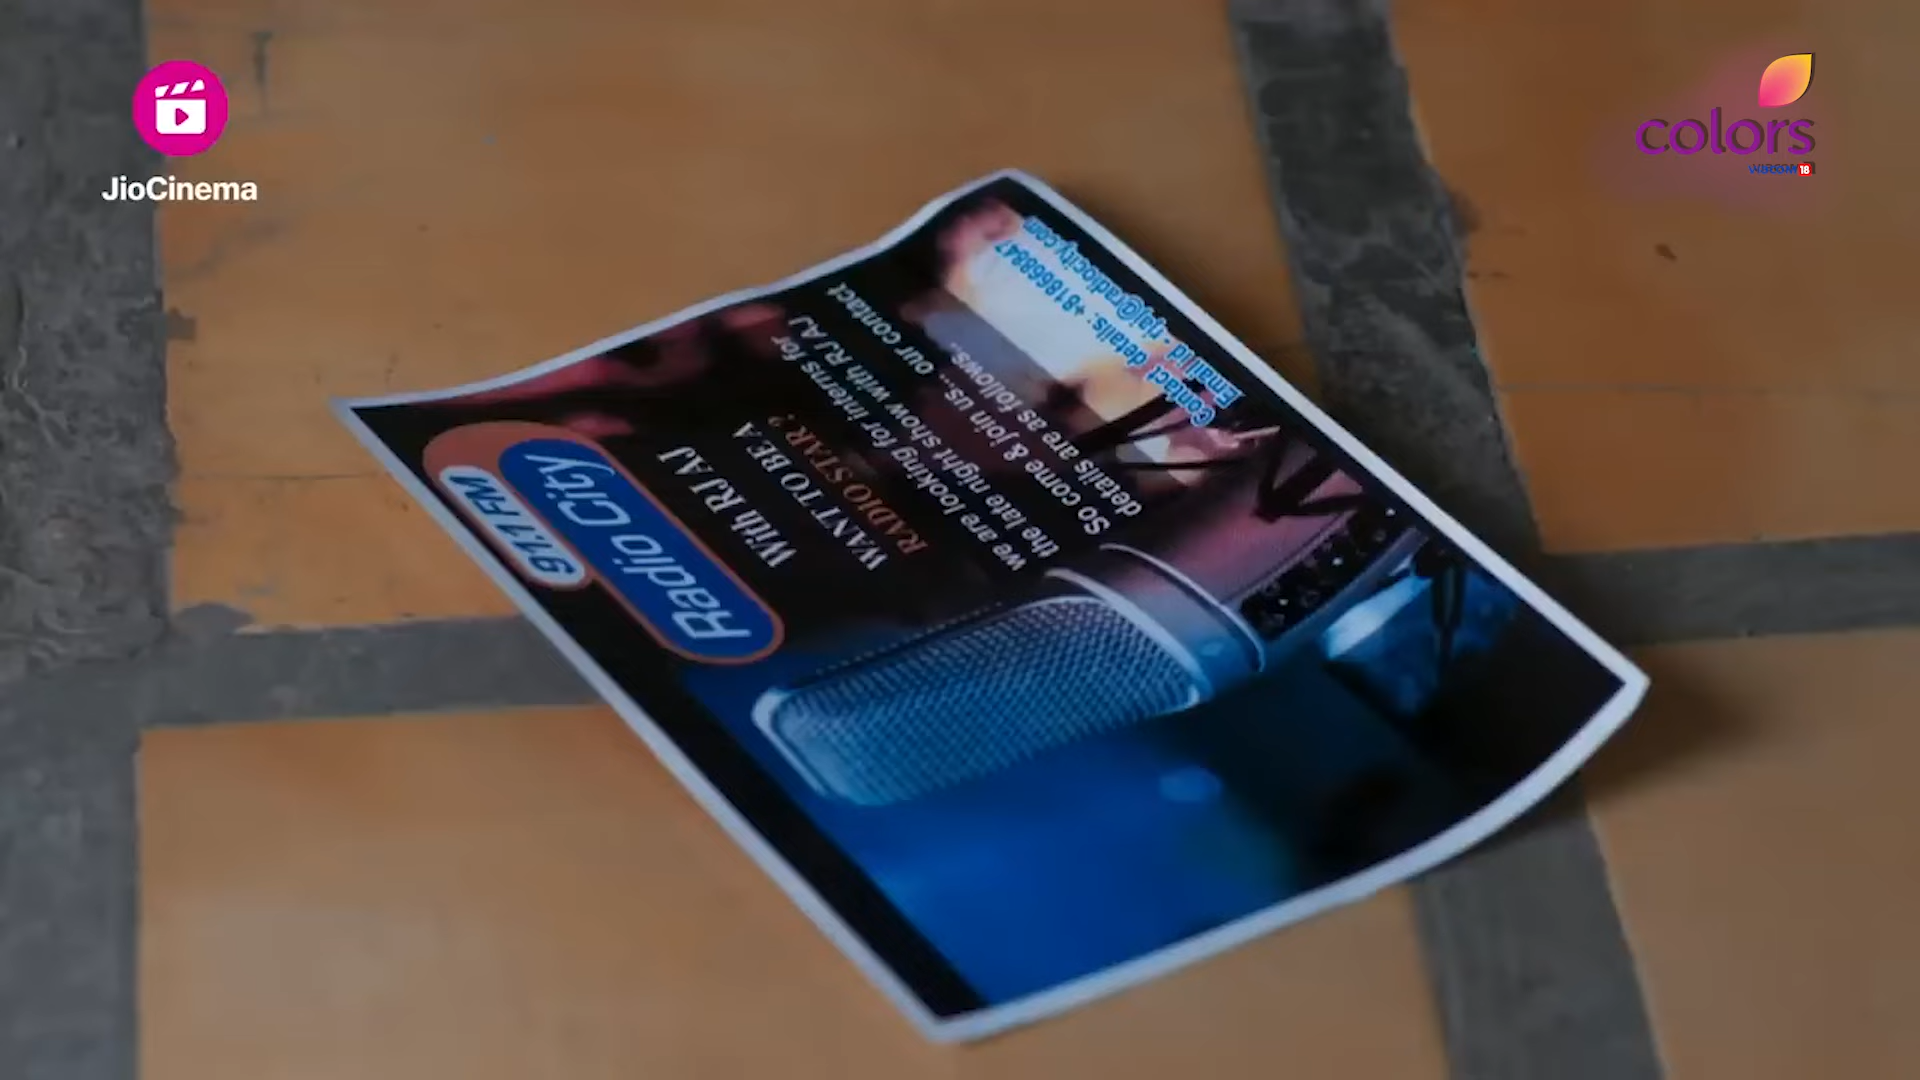 JioCinema
colors
VIACOM18
91.1 FM
Radio City
With RJ AJ
WANT TO BE A
RADIO STAR?
we are looking for interns for
the late night show with RJ AJ
So come & join us... our contact
details are as follows..
Contact details: +818668847
Email id - rjaj@radiocity.com